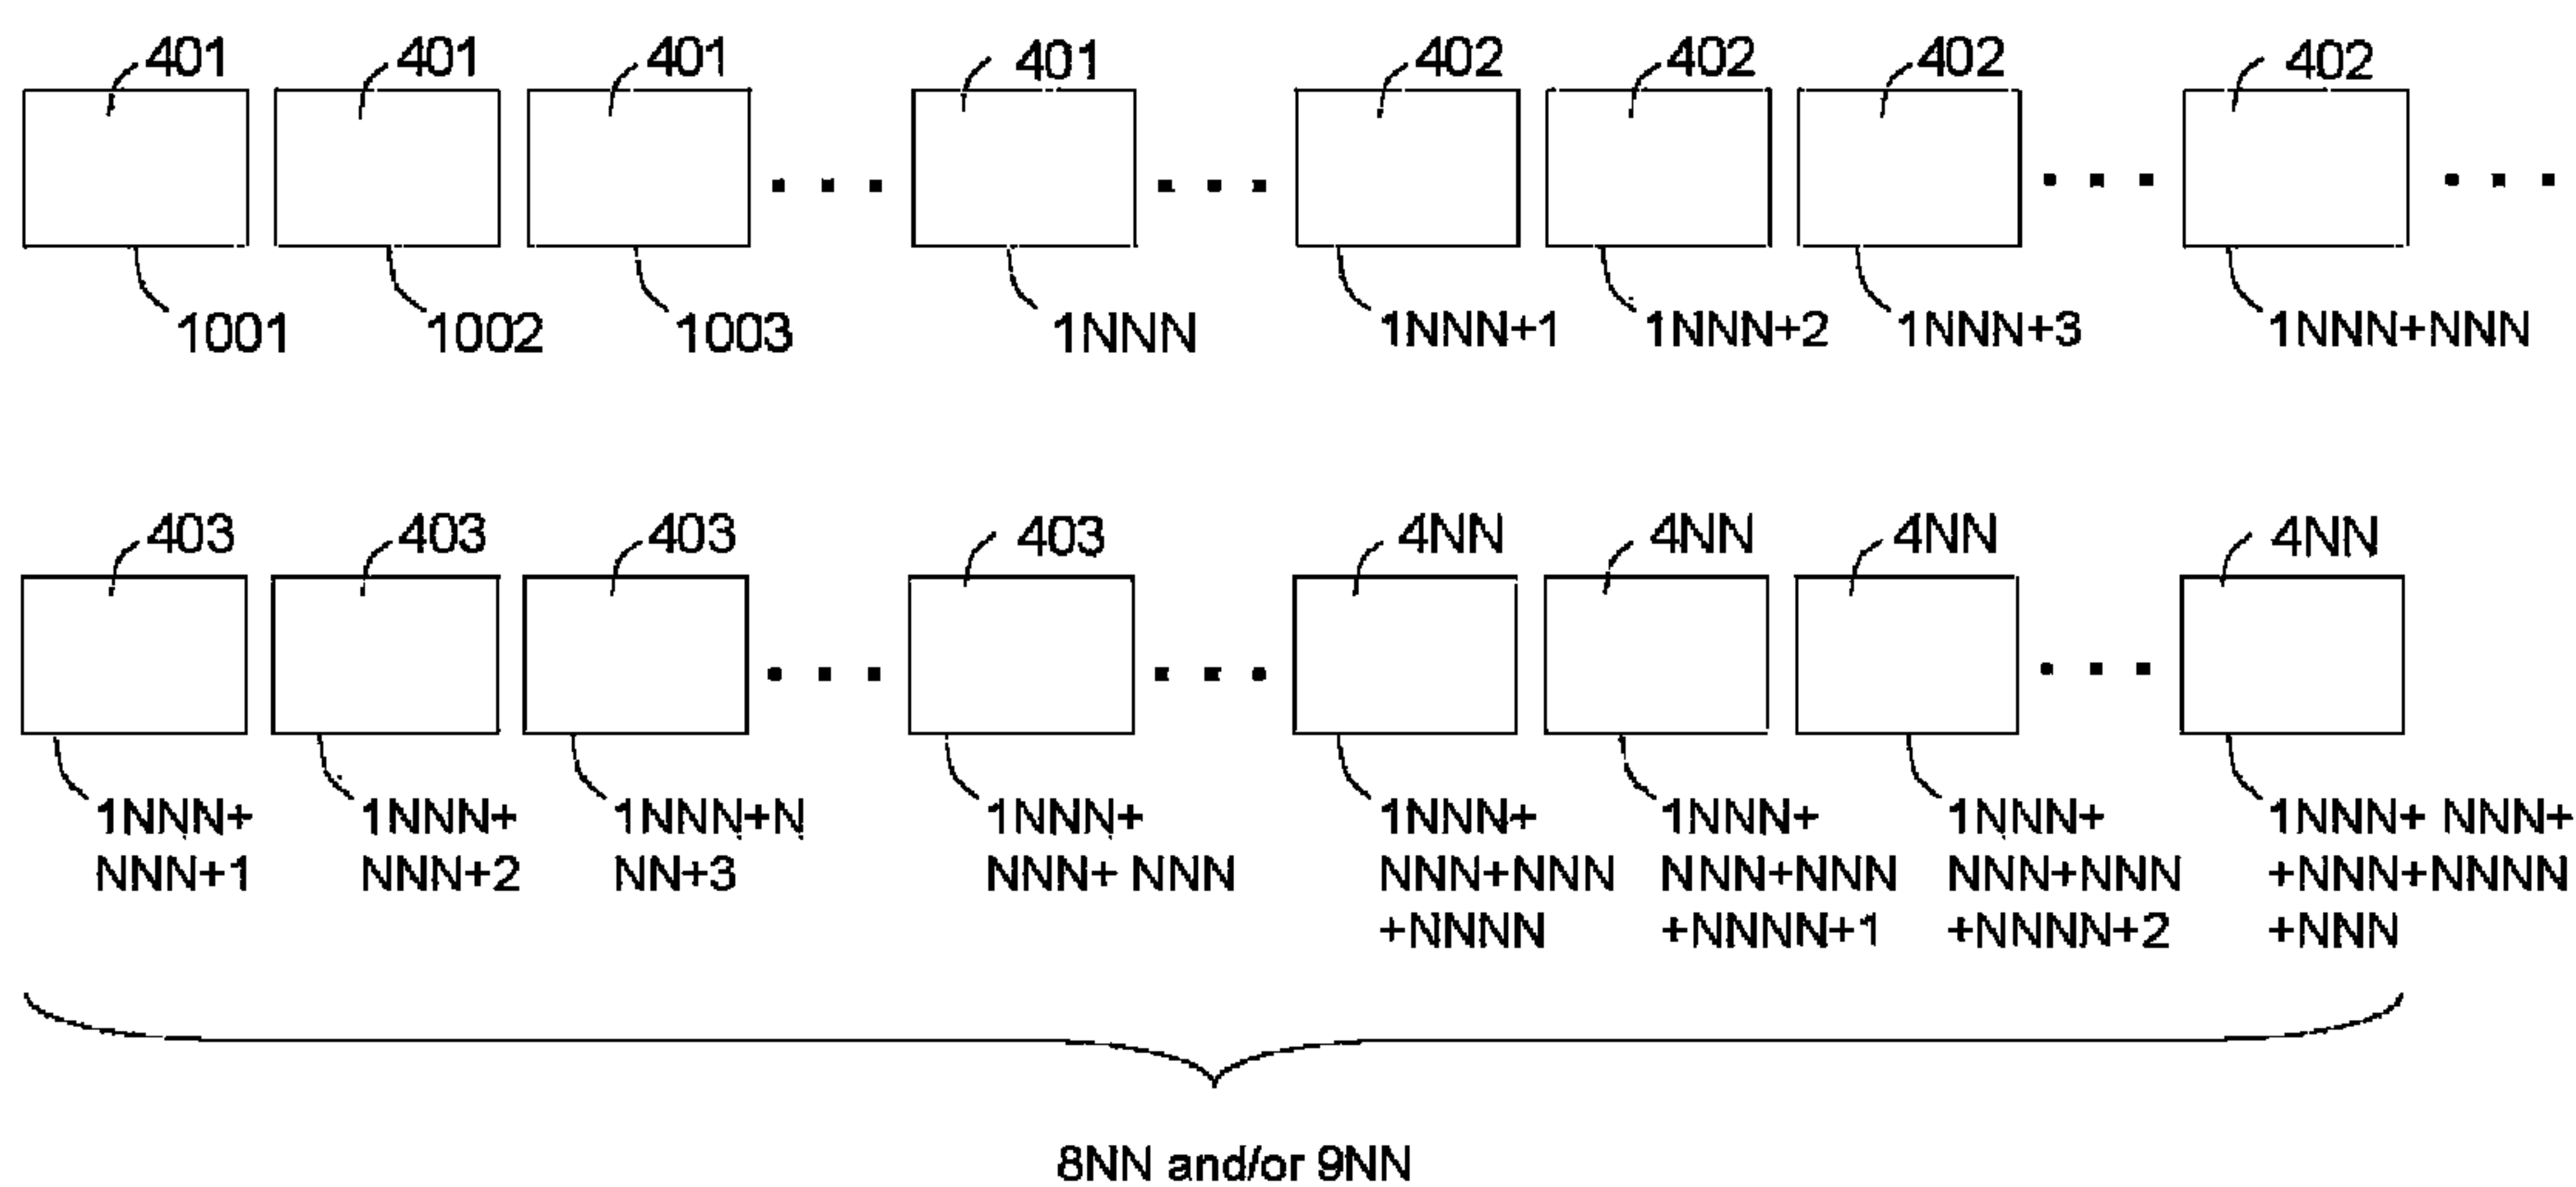 401 401 401 401 402 402 402 402
1001 1002 1003 1NNN 1NNN+1 1NNN+2 1NNN+3 1NNN+NNN
403 403 403 403 4NN 4NN 4NN 4NN
1NNN+ 1NNN+ 1NNN+N 1NNN+ 1NNN+ 1NNN+ 1NNN+ 1NNN+ NNN+
NNN+1 NNN+2 NN+3 NNN+ NNN NNN+NNN NNN+NNN NNN+NNN +NNN+NNNN
+NNNN +NNNN+1 +NNNN+2 +NNN
8NN and/or 9NN